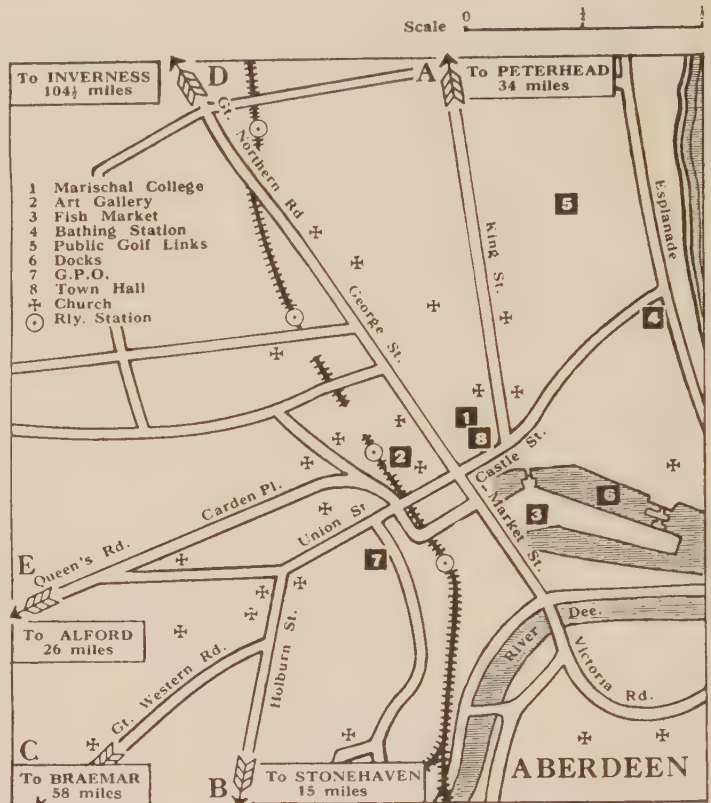 Scale 0 ¼ ½
To INVERNESS
104½ miles
D
A
To PETERHEAD
34 miles
Gt. Northern Rd
1 Marischal College
2 Art Gallery
3 Fish Market
4 Bathing Station
5 Public Golf Links
6 Docks
7 G.P.O.
8 Town Hall
Church
Rly. Station
King St.
5
Esplanade
George St.
4
1
8
2
Castle St.
Carden Pl.
Union St
Market St.
3
6
Queen's Rd.
E
7
To ALFORD
26 miles
River Dee.
Victoria Rd.
Holburn St.
Gt. Western Rd.
C
To BRAEMAR
58 miles
B
To STONEHAVEN
15 miles
ABERDEEN